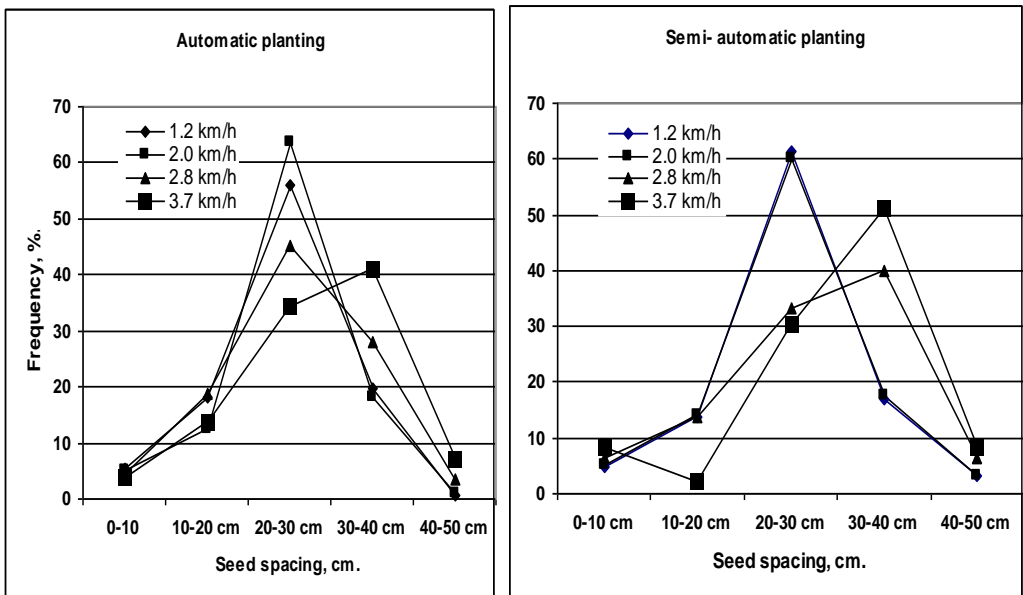 Automatic planting
70
60
50
40
30
20
10
0
Frequency, %.
1.2 km/h
2.0 km/h
2.8 km/h
3.7 km/h
0-10 10-20 cm 20-30 cm 30-40 cm 40-50 cm
Seed spacing, cm.
Semi- automatic planting
70
60
50
40
30
20
10
0
1.2 km/h
2.0 km/h
2.8 km/h
3.7 km/h
0-10 cm 10-20 cm 20-30 cm 30-40 cm 40-50 cm
Seed spacing, cm.